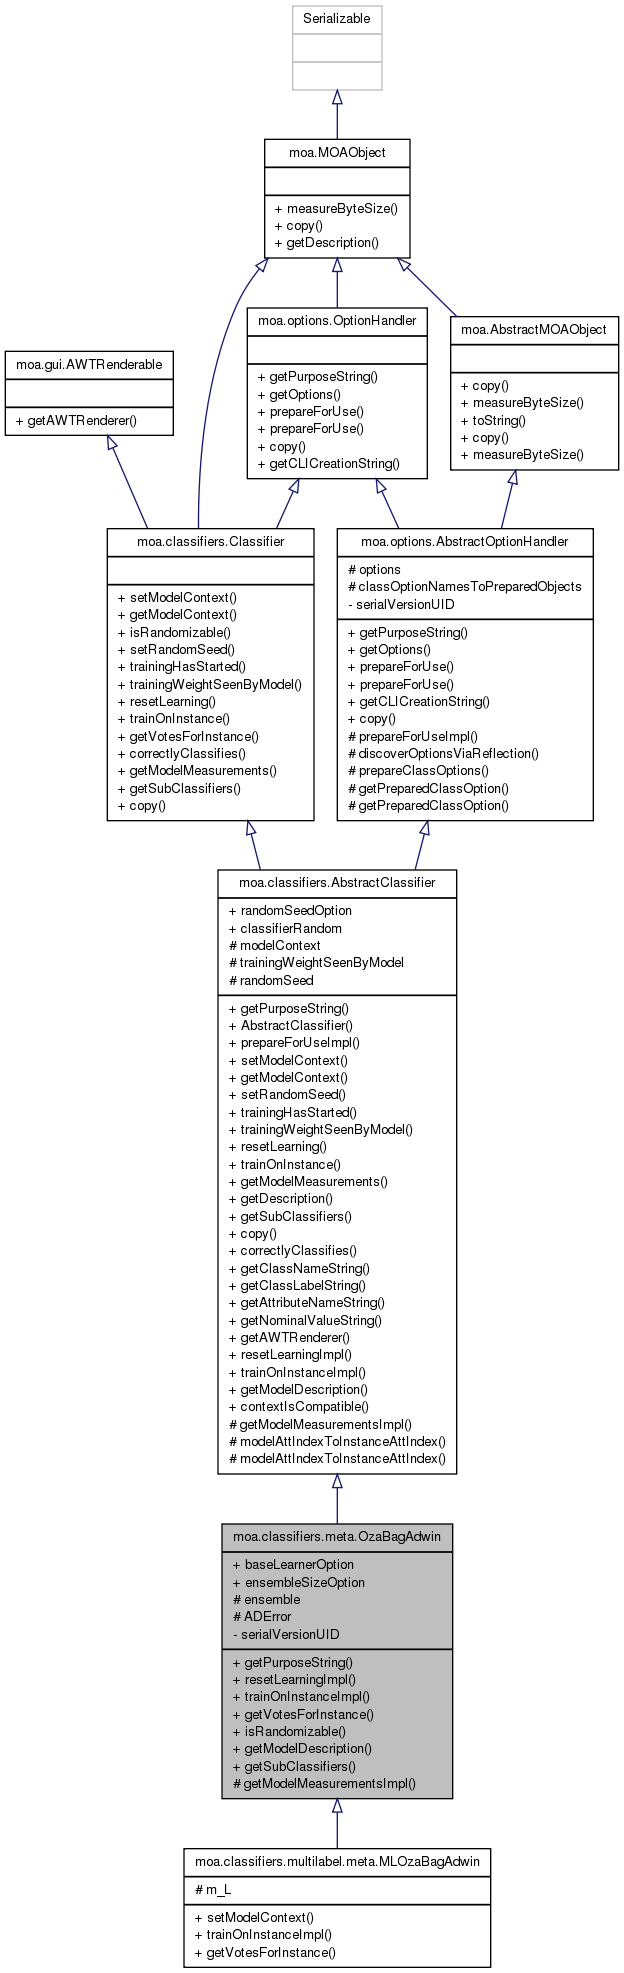 Serializable
moa.MOAObject
+ measureByteSize()
+ copy()
+ getDescription()
moa.options.OptionHandler
+ getPurposeString()
+ getOptions()
+ prepareForUse()
+ prepareForUse()
+ copy()
+ getCLICreationString()
moa.AbstractMOAObject
+ copy()
+ measureByteSize()
+ toString()
+ copy()
+ measureByteSize()
moa.gui.AWTRenderable
+ getAWTRenderer()
moa.classifiers.Classifier
+ setModelContext()
+ getModelContext()
+ isRandomizable()
+ setRandomSeed()
+ trainingHasStarted()
+ trainingWeightSeenByModel()
+ resetLearning()
+ trainOnInstance()
+ getVotesForInstance()
+ correctlyClassifies()
+ getModelMeasurements()
+ getSubClassifiers()
+ copy()
moa.options.AbstractOptionHandler
# options
# classOptionNamesToPreparedObjects
- serialVersionUID
+ getPurposeString()
+ getOptions()
+ prepareForUse()
+ prepareForUse()
+ getCLICreationString()
+ copy()
# prepareForUseImpl()
# discoverOptionsViaReflection()
# prepareClassOptions()
# getPreparedClassOption()
# getPreparedClassOption()
moa.classifiers.AbstractClassifier
+ randomSeedOption
+ classifierRandom
# modelContext
# trainingWeightSeenByModel
# randomSeed
+ getPurposeString()
+ AbstractClassifier()
+ prepareForUseImpl()
+ setModelContext()
+ getModelContext()
+ setRandomSeed()
+ trainingHasStarted()
+ trainingWeightSeenByModel()
+ resetLearning()
+ trainOnInstance()
+ getModelMeasurements()
+ getDescription()
+ getSubClassifiers()
+ copy()
+ correctlyClassifies()
+ getClassNameString()
+ getClassLabelString()
+ getAttributeNameString()
+ getNominalValueString()
+ getAWTRenderer()
+ resetLearningImpl()
+ trainOnInstanceImpl()
+ getModelDescription()
+ contextIsCompatible()
# getModelMeasurementsImpl()
# modelAttIndexToInstanceAttIndex()
# modelAttIndexToInstanceAttIndex()
moa.classifiers.meta.OzaBagAdwin
+ baseLearnerOption
+ ensembleSizeOption
# ensemble
# ADError
- serialVersionUID
+ getPurposeString()
+ resetLearningImpl()
+ trainOnInstanceImpl()
+ getVotesForInstance()
+ isRandomizable()
+ getModelDescription()
+ getSubClassifiers()
# getModelMeasurementsImpl()
moa.classifiers.multilabel.meta.MLOzaBagAdwin
# m_L
+ setModelContext()
+ trainOnInstanceImpl()
+ getVotesForInstance()